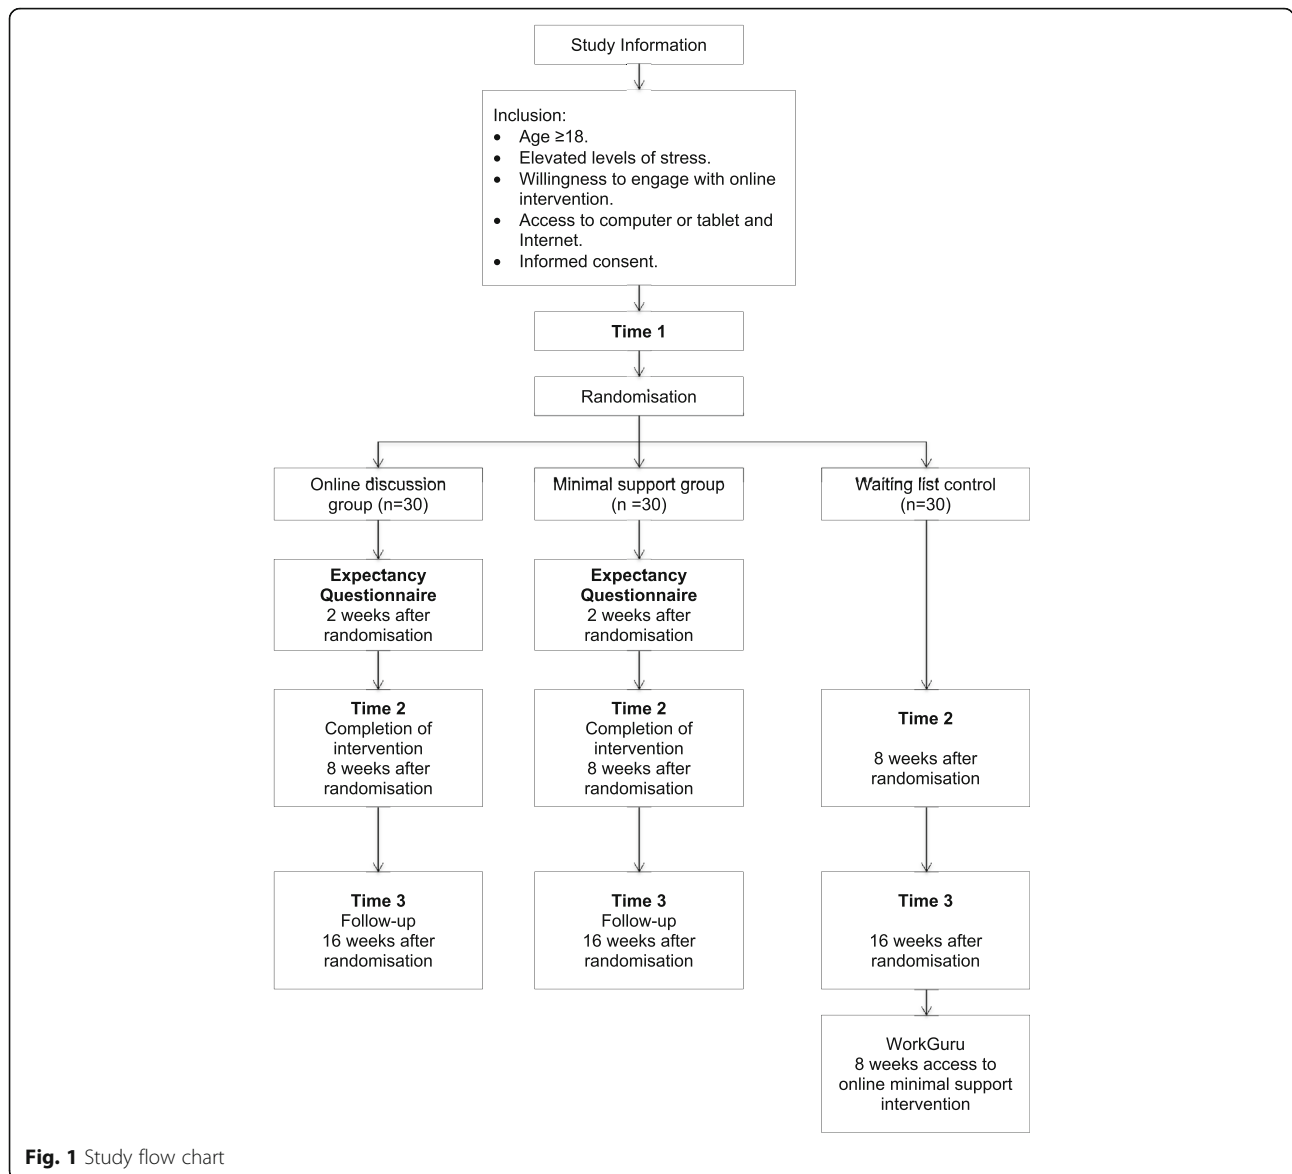 Study Information
Inclusion:
• Age ≥18.
• Elevated levels of stress.
• Willingness to engage with online
intervention.
• Access to computer or tablet and
Internet.
• Informed consent.
Time 1
Randomisation
Online discussion
group (n=30)
Minimal support group
(n =30)
Waiting list control
(n=30)
Expectancy
Questionnaire
2 weeks after
randomisation
Expectancy
Questionnaire
2 weeks after
randomisation
Time 2
Completion of
intervention
8 weeks after
randomisation
Time 2
Completion of
intervention
8 weeks after
randomisation
Time 2
8 weeks after
randomisation
Time 3
Follow-up
16 weeks after
randomisation
Time 3
Follow-up
16 weeks after
randomisation
Time 3
16 weeks after
randomisation
WorkGuru
8 weeks access to
online minimal support
intervention
Fig. 1 Study flow chart